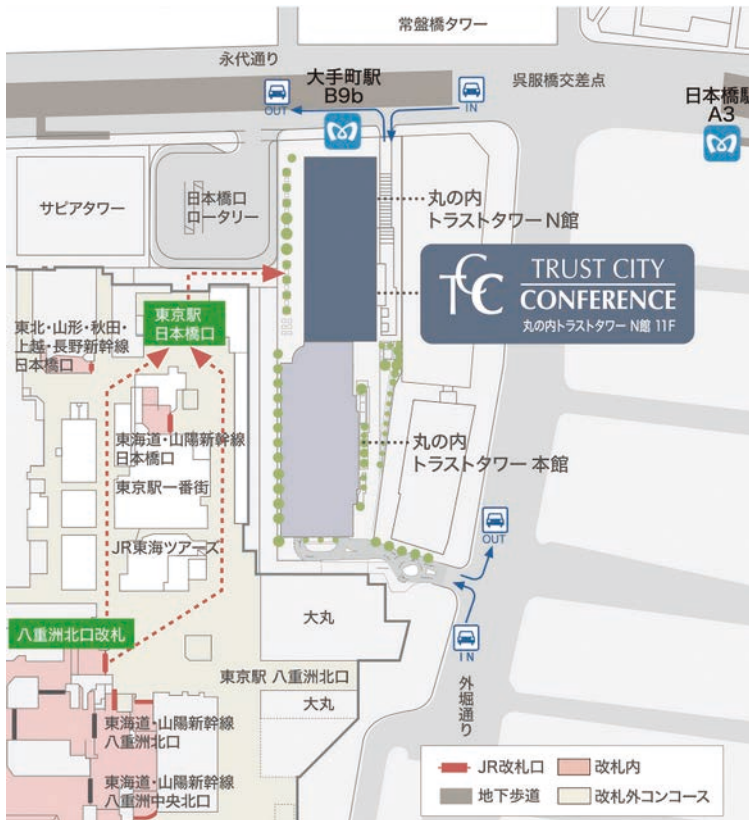 常盤橋タワー
永代通り
大手町駅
B9b
OUT
IN
呉服橋交差点
日本橋駅
A3
サピアタワー
日本橋口
ロータリー
丸の内
トラストタワー N館
TCC
TRUST CITY
CONFERENCE
丸の内トラストタワー N館 11F
東京駅
日本橋口
東北・山形・秋田・
上越・長野新幹線
日本橋口
東海道・山陽新幹線
日本橋口
東京駅一番街
丸の内
トラストタワー 本館
JR東海ツアーズ
OUT
IN
大丸
八重洲北口改札
東京駅 八重洲北口
大丸
外堀通り
東海道・山陽新幹線
八重洲北口
東海道・山陽新幹線
八重洲中央北口
JR改札口
改札内
地下歩道
改札外コンコース